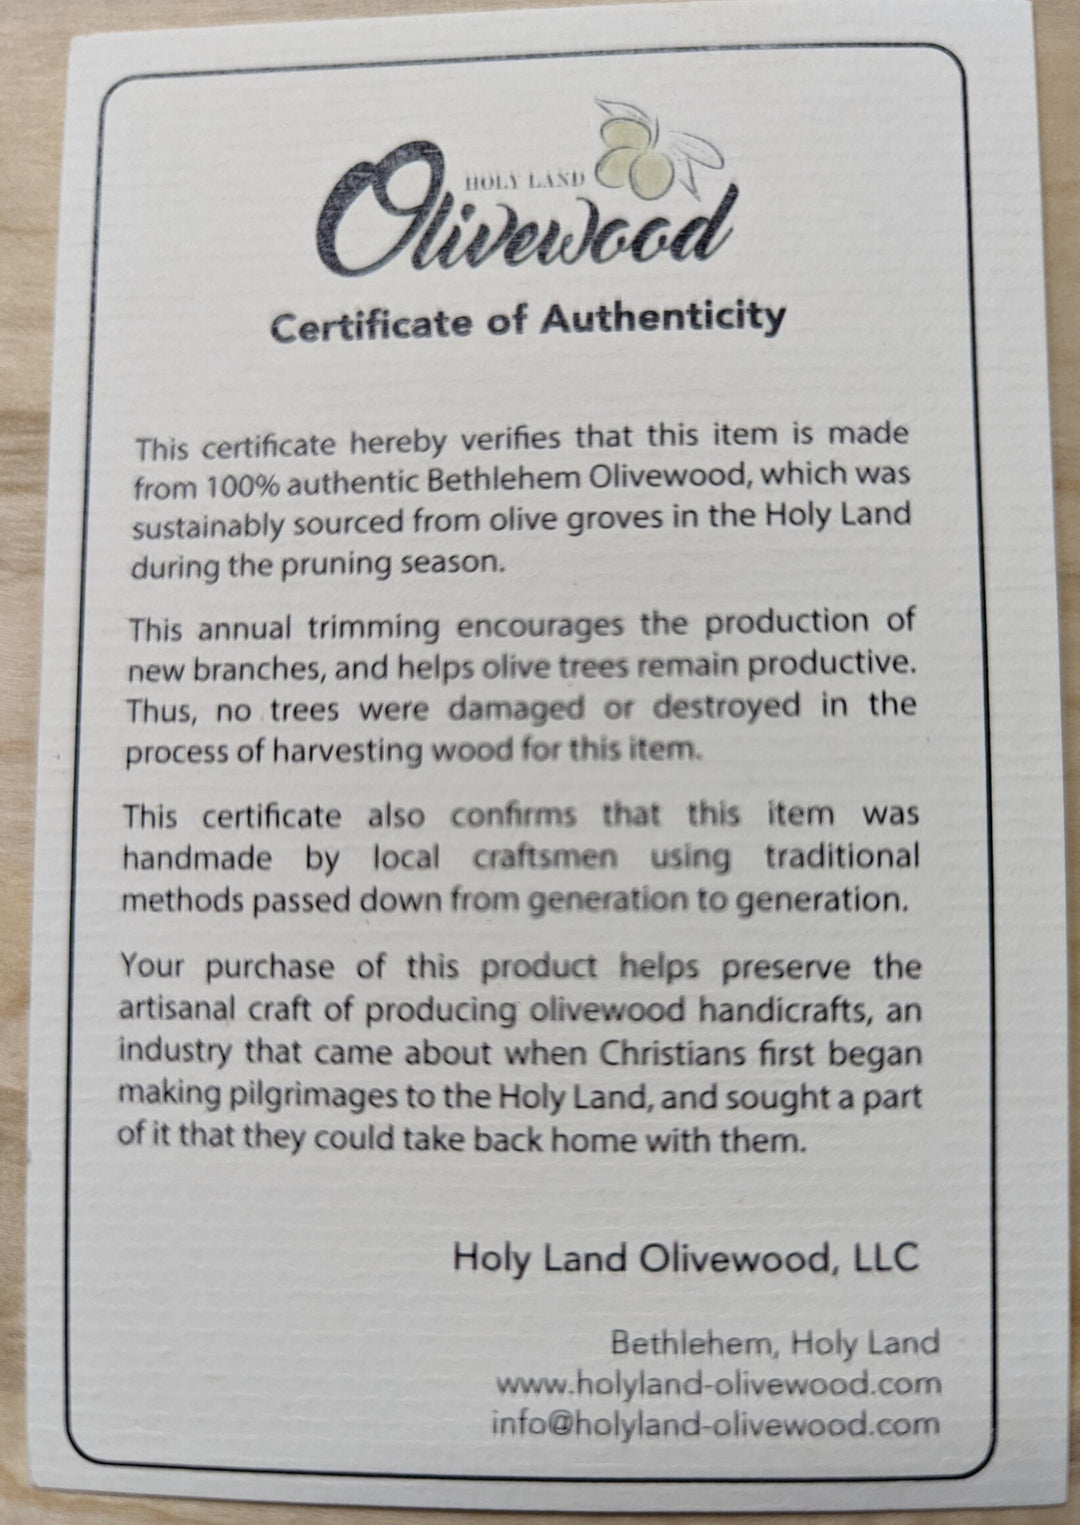 HOLY LAND
Olivewood
Certificate of Authenticity
This certificate hereby verifies that this item is made
from 100% authentic Bethlehem Olivewood, which was
sustainably sourced from olive groves in the Holy Land
during the pruning season.
This annual trimming encourages the production of
new branches, and helps olive trees remain productive.
Thus, no trees were damaged or destroyed in the
process of harvesting wood for this item.
This certificate also confirms that this item was
handmade by local craftsmen using traditional
methods passed down from generation to generation.
Your purchase of this product helps preserve the
artisanal craft of producing olivewood handicrafts, an
industry that came about when Christians first began
making pilgrimages to the Holy Land, and sought a part
of it that they could take back home with them.
Holy Land Olivewood, LLC
Bethlehem, Holy Land
www.holyland-olivewood.com
info@holyland-olivewood.com